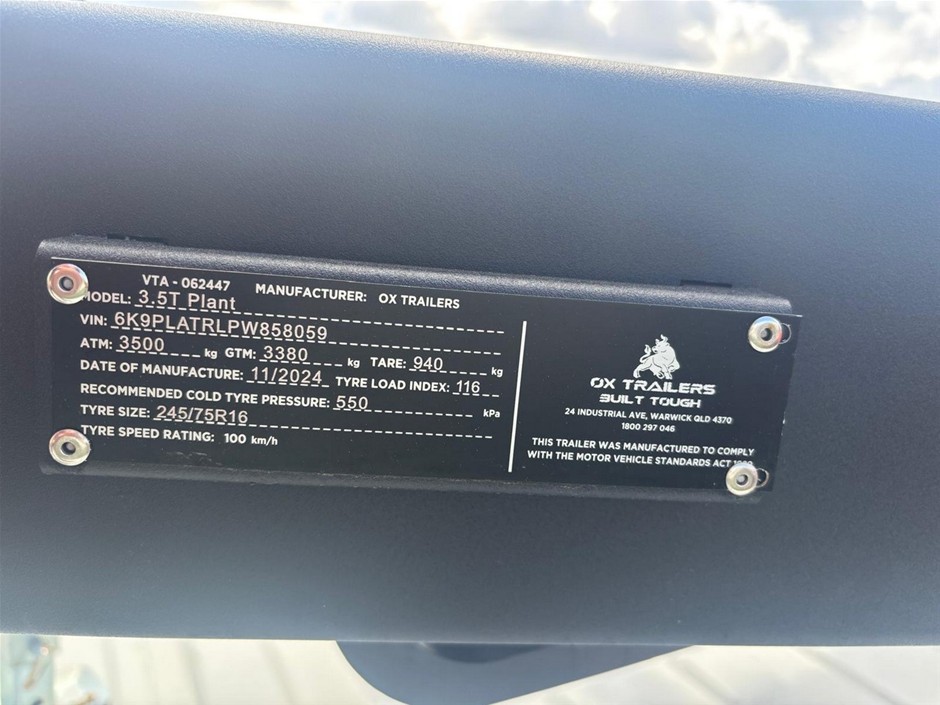 VTA - 062447 MANUFACTURER: OX TRAILERS
MODEL: 3.5T Plant
VIN: 6K9PLATRLPW858059
ATM: 3500 kg GTM: 3380 kg TARE: 940 kg
DATE OF MANUFACTURE: 11/2024 TYRE LOAD INDEX: 116
RECOMMENDED COLD TYRE PRESSURE: 550 kPa
TYRE SIZE: 245/75R16
TYRE SPEED RATING: 100 km/h
OX TRAILERS
BUILT TOUGH
24 INDUSTRIAL AVE, WARWICK QLD 4370
1800 297 046
THIS TRAILER WAS MANUFACTURED TO COMPLY
WITH THE MOTOR VEHICLE STANDARDS ACT